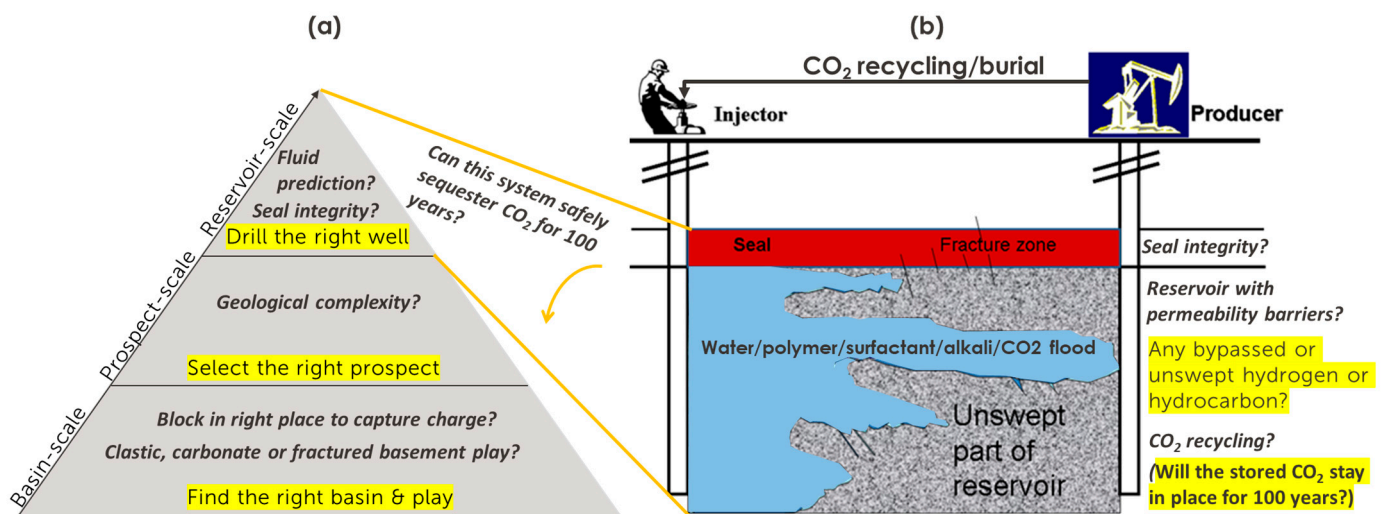 (a)
Reservoir-scale
Prospect-scale
Basin-scale
Fluid
prediction?
Seal integrity?
Drill the right well
Geological complexity?
Select the right prospect
Block in right place to capture charge?
Clastic, carbonate or fractured basement play?
Find the right basin & play
Can this system safely
sequester CO₂ for 100
years?
(b)
CO₂ recycling/burial
Injector
Producer
Seal
Fracture zone
Water/polymer/surfactant/alkali/CO2 flood
Unswept
part of
reservoir
Seal integrity?
Reservoir with
permeability barriers?
Any bypassed or
unswept hydrogen or
hydrocarbon?
CO₂ recycling?
(Will the stored CO₂ stay
in place for 100 years?)